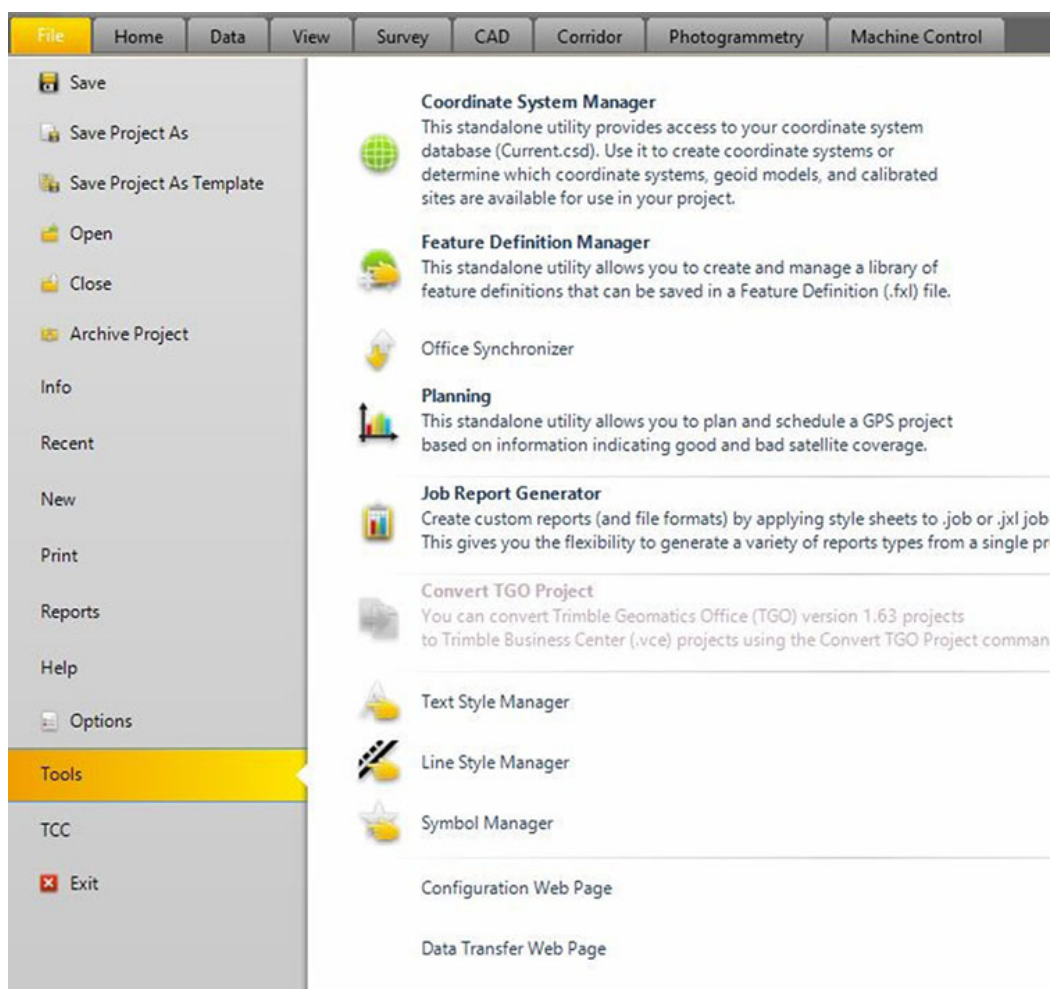 File Home Data View Survey CAD Corridor Photogrammetry Machine Control
Save
Save Project As
Save Project As Template
Open
Close
Archive Project
Info
Recent
New
Print
Reports
Help
Options
Tools
TCC
Exit
Coordinate System Manager
This standalone utility provides access to your coordinate system
database (Current.csd). Use it to create coordinate systems or
determine which coordinate systems, geoid models, and calibrated
sites are available for use in your project.
Feature Definition Manager
This standalone utility allows you to create and manage a library of
feature definitions that can be saved in a Feature Definition (.fxl) file.
Office Synchronizer
Planning
This standalone utility allows you to plan and schedule a GPS project
based on information indicating good and bad satellite coverage.
Job Report Generator
Create custom reports (and file formats) by applying style sheets to .job or .jxl job
This gives you the flexibility to generate a variety of reports types from a single pr
Convert TGO Project
You can convert Trimble Geomatics Office (TGO) version 1.63 projects
to Trimble Business Center (.vce) projects using the Convert TGO Project comman
Text Style Manager
Line Style Manager
Symbol Manager
Configuration Web Page
Data Transfer Web Page